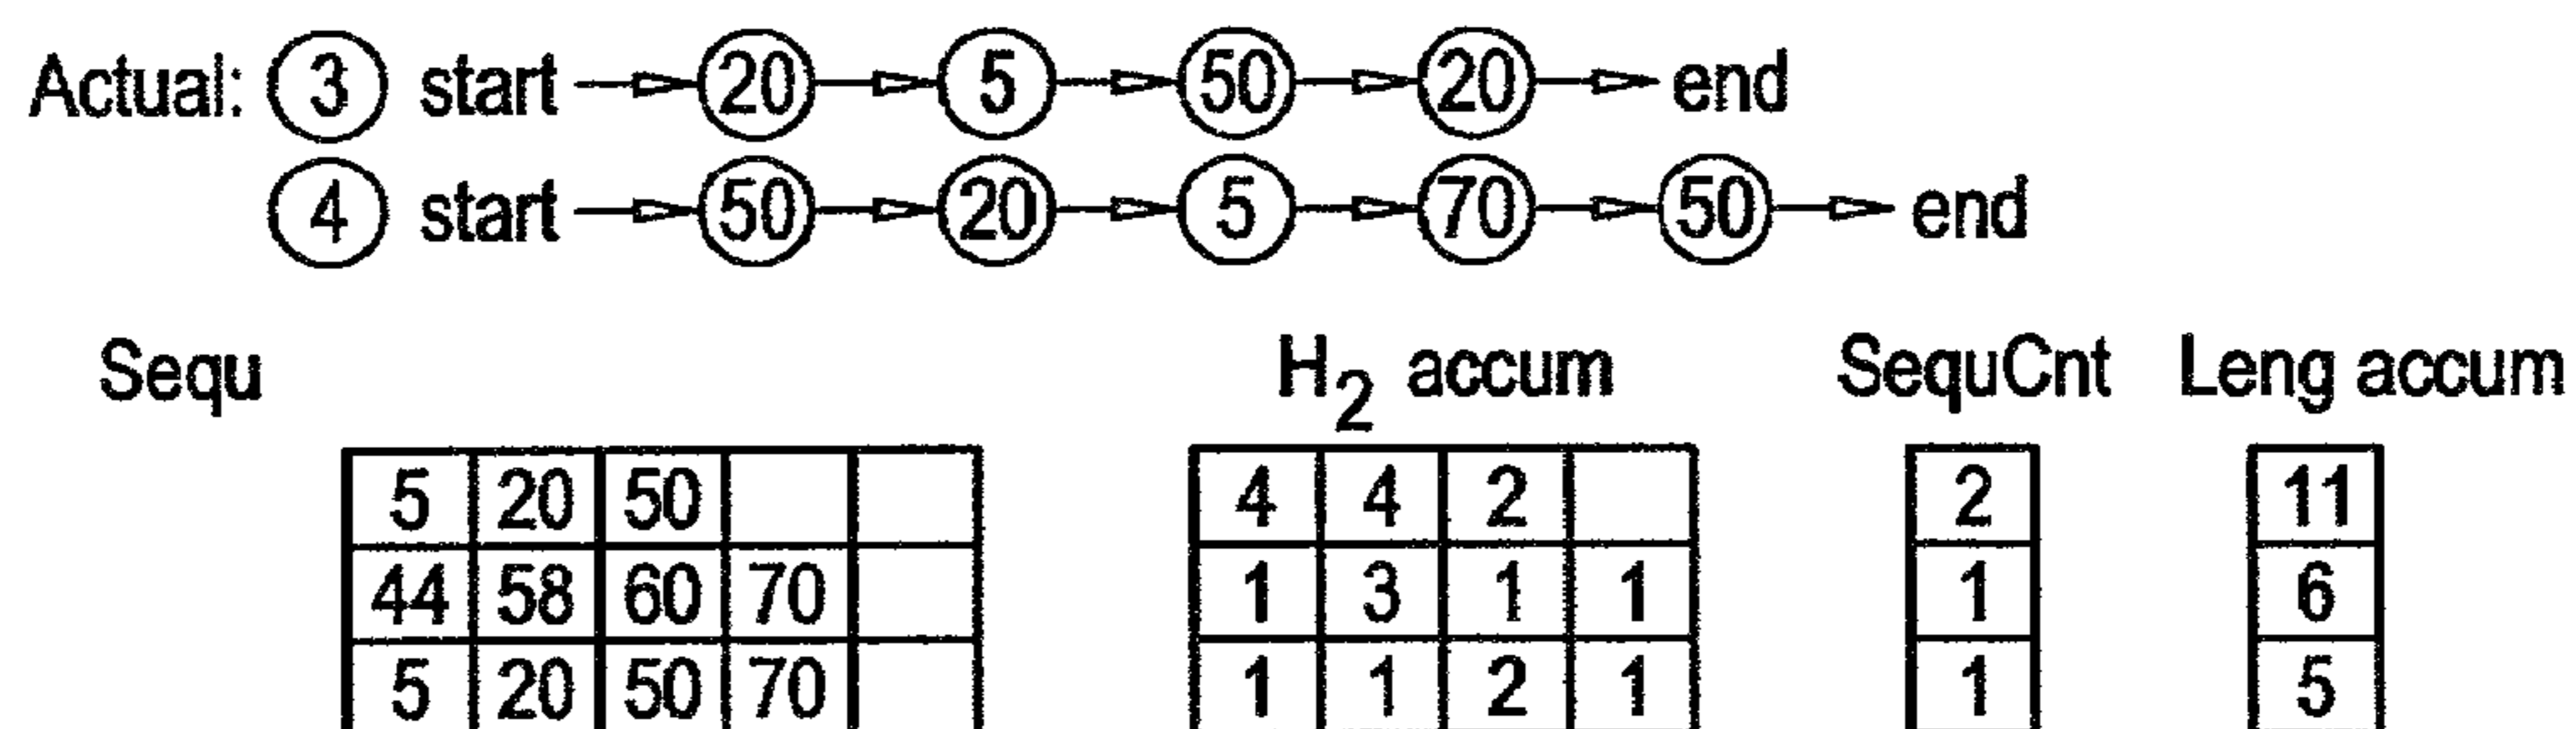 Actual: 3 start 20 5 50 20 end
4 start 50 20 5 70 50 end
Sequ H2 accum SequCnt Leng accum
5 20 50 4 4 2 2 11
44 58 60 70 1 3 1 1 1 6
5 20 50 70 1 1 2 1 1 5